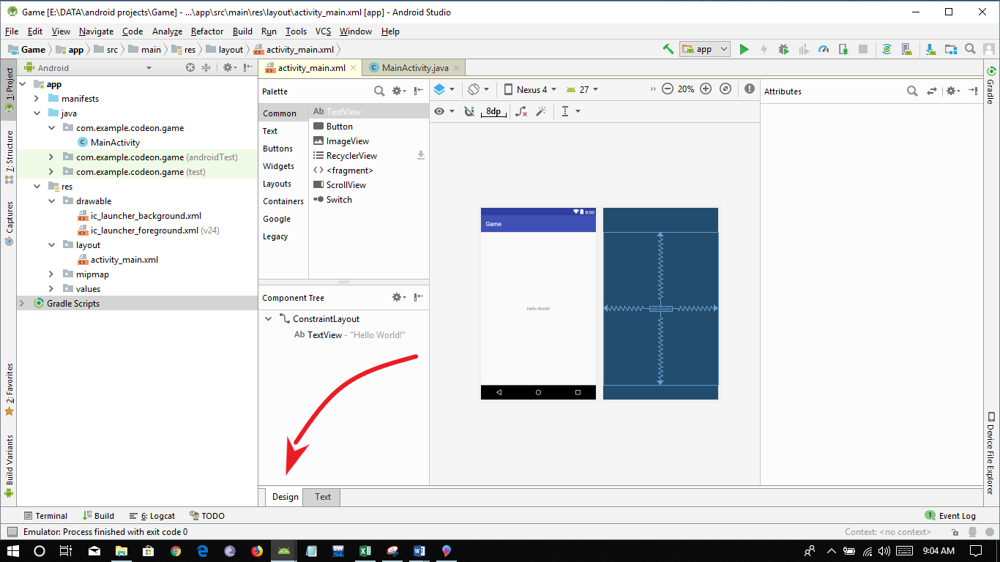 Game [E:\DATA\android projects\Game] - ...\app\src\main\res\layout\activity_main.xml [app] - Android Studio
File Edit View Navigate Code Analyze Refactor Build Run Tools VCS Window Help
Game app src main res layout activity_main.xml app
1: Project
7: Structure
Captures
2: Favorites
Build Variants
Android
app
manifests
java
com.example.codeon.game
MainActivity
com.example.codeon.game (androidTest)
com.example.codeon.game (test)
res
drawable
ic_launcher_background.xml
ic_launcher_foreground.xml (v24)
layout
activity_main.xml
mipmap
values
Gradle Scripts
activity_main.xml MainActivity.java
Palette
Common
Text
Buttons
Widgets
Layouts
Containers
Google
Legacy
Ab TextView
Button
ImageView
RecyclerView
<fragment>
ScrollView
Switch
Component Tree
ConstraintLayout
Ab TextView - "Hello World!"
Nexus 4 27 20%
8dp
8:00
Game
Hello World!
Hello World!
Attributes
Gradle
Device File Explorer
Design Text
Terminal Build 6: Logcat TODO 1 Event Log
Emulator: Process finished with exit code 0 Context: <no context>
9:04 AM